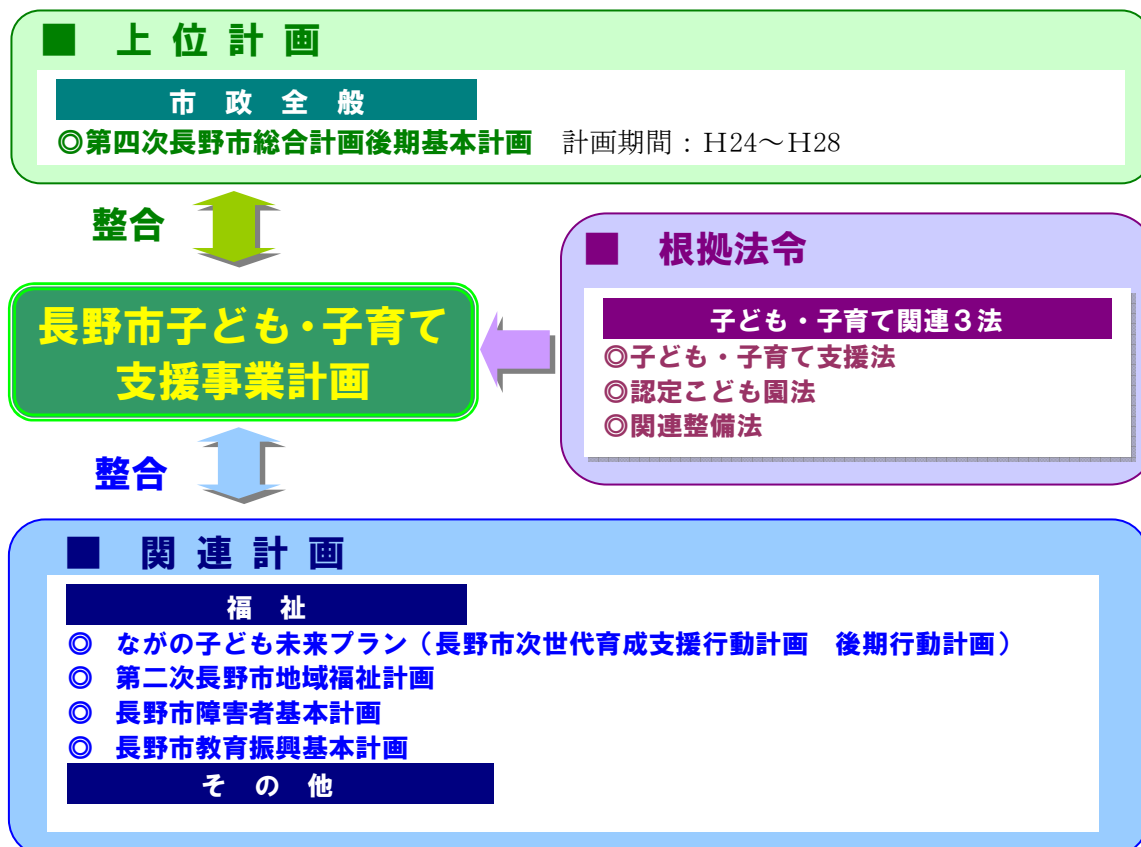 ■ 上位計画
市政全般
◎第四次長野市総合計画後期基本計画 計画期間：H24～H28
整合
■ 根拠法令
長野市子ども・子育て
支援事業計画
子ども・子育て関連３法
◎子ども・子育て支援法
◎認定こども園法
◎関連整備法
整合
■ 関連計画
福祉
◎ ながの子ども未来プラン（長野市次世代育成支援行動計画 後期行動計画）
◎ 第二次長野市地域福祉計画
◎ 長野市障害者基本計画
◎ 長野市教育振興基本計画
その他